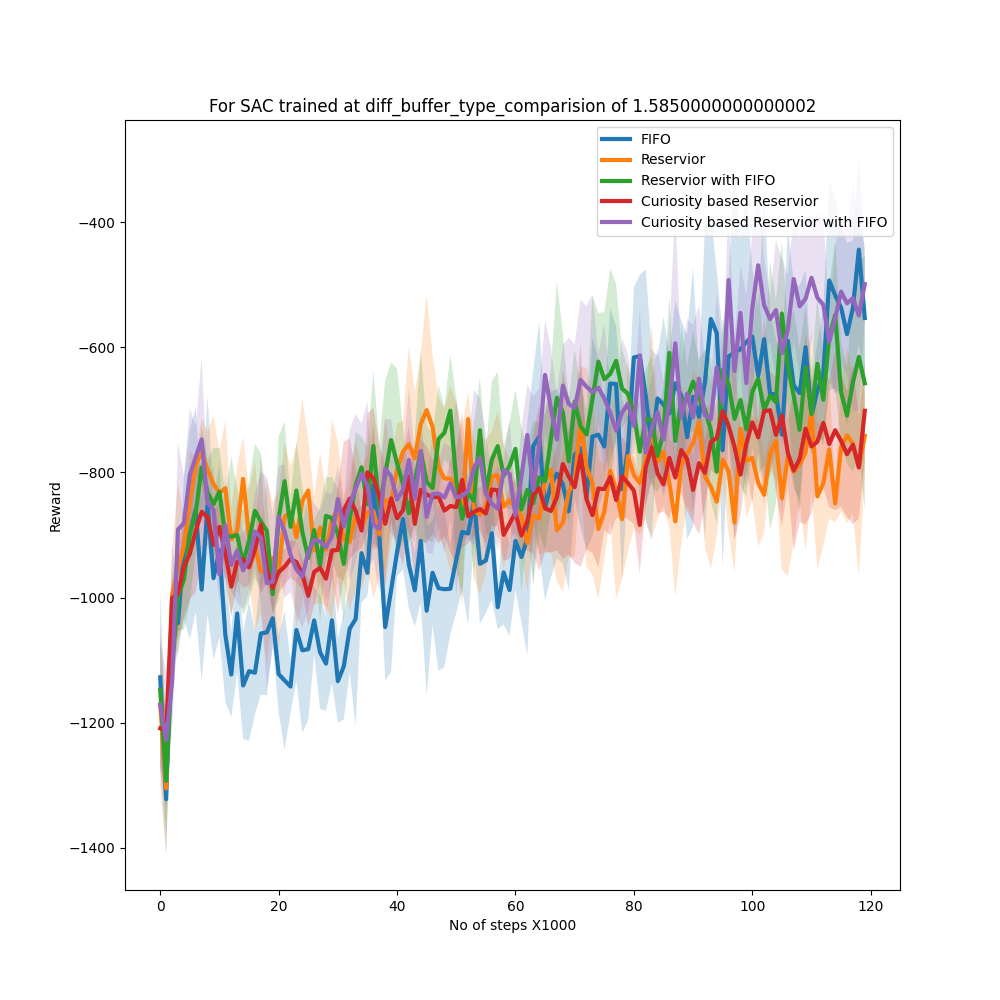 For SAC trained at diff_buffer_type_comparision of 1.5850000000000002
FIFO
Reservior
Reservior with FIFO
Curiosity based Reservior
Curiosity based Reservior with FIFO
Reward
−400
−600
−800
−1000
−1200
−1400
0 20 40 60 80 100 120
No of steps X1000